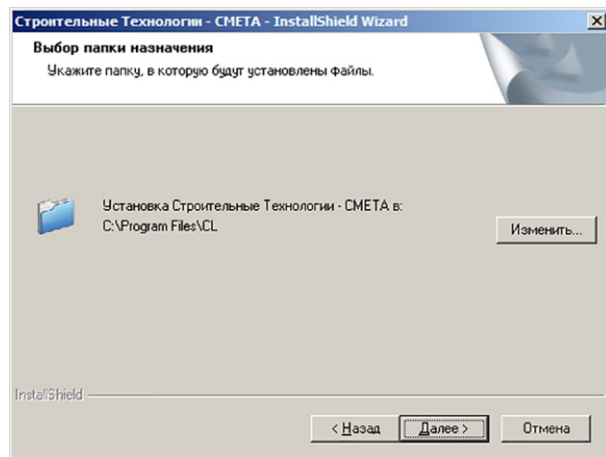 Строительные Технологии - СМЕТА - InstallShield Wizard
Выбор папки назначения
Укажите папку, в которую будут установлены файлы.
Установка Строительные Технологии - СМЕТА в:
C:\Program Files\CL
Изменить...
InstallShield
< Назад
Далее >
Отмена